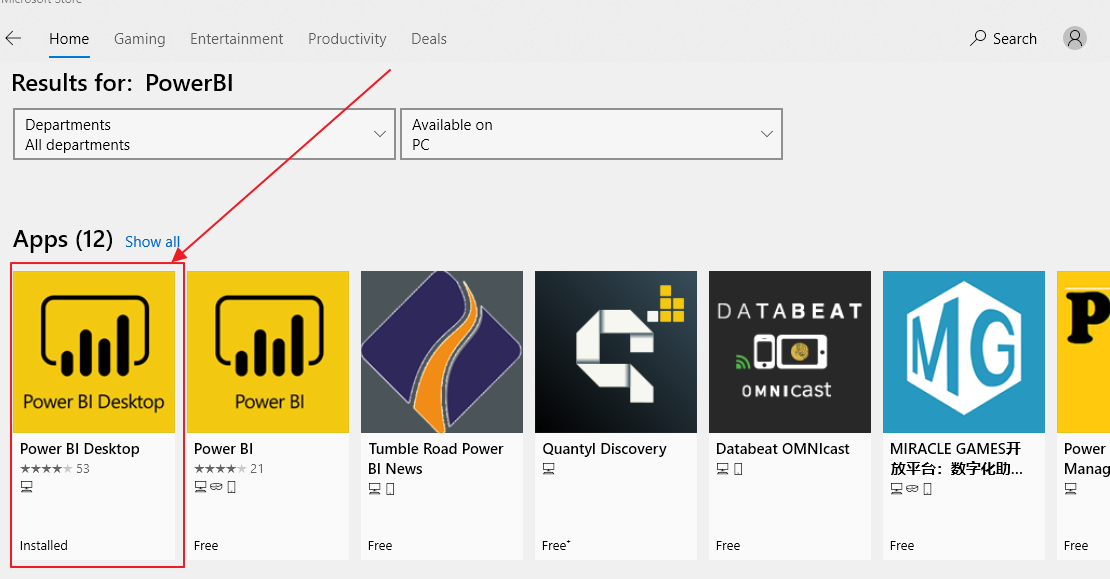 Microsoft Store
Home Gaming Entertainment Productivity Deals Search
Results for: PowerBI
Departments
All departments
Available on
PC
Apps (12) Show all
Power BI Desktop
Power BI
DATABEAT
OMNICAST
MG
P
Power BI Desktop
53
Installed
Power BI
21
Free
Tumble Road Power
BI News
Free
Quantyl Discovery
Free+
Databeat OMNIcast
Free
MIRACLE GAMES开
放平台：数字化助...
Free
Power
Manag
Free